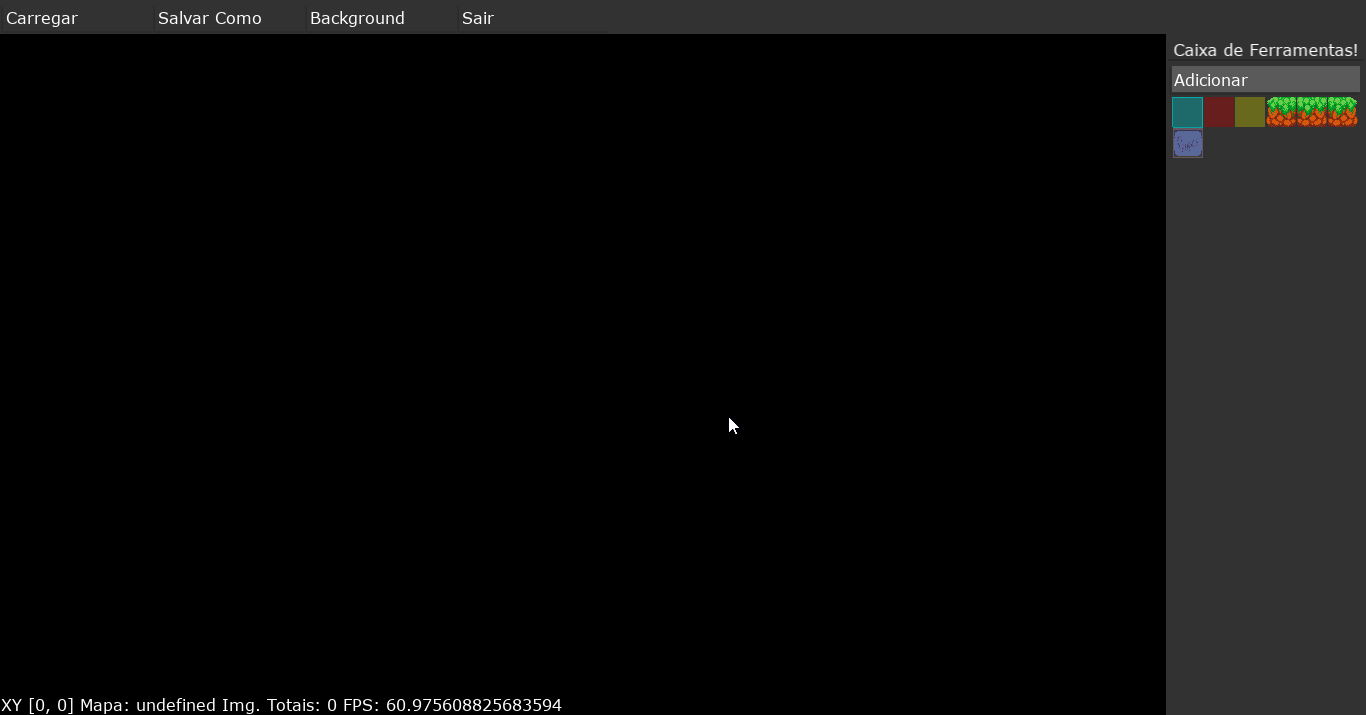 Carregar Salvar Como Background Sair
Caixa de Ferramentas!
Adicionar
XY [0, 0] Mapa: undefined Img. Totais: 0 FPS: 60.975608825683594